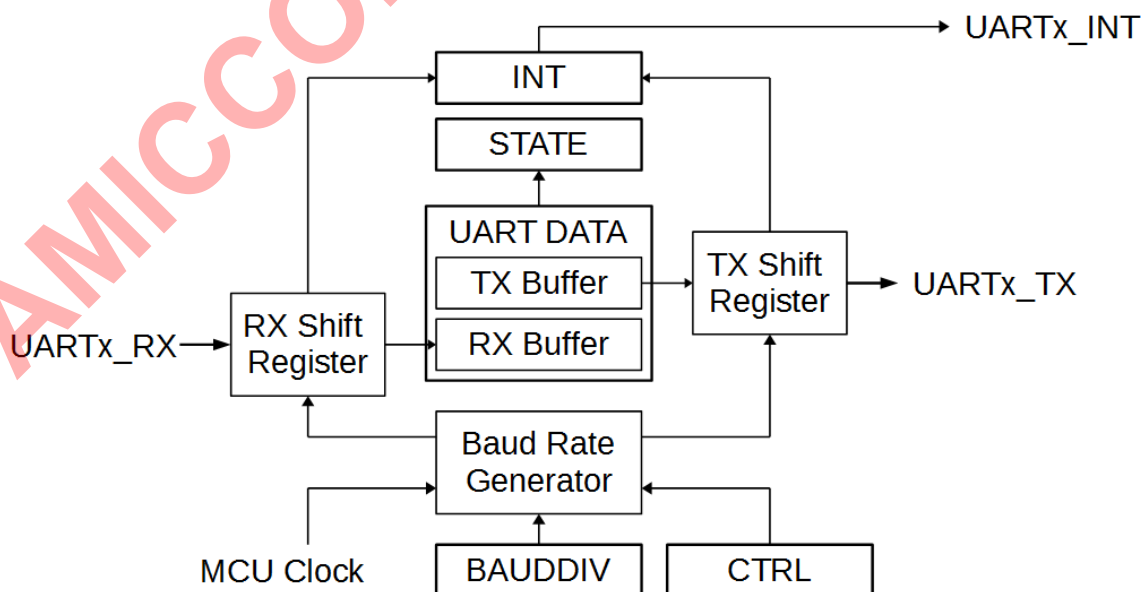 UARTx_INT
INT
STATE
UART DATA
TX Buffer
RX Buffer
TX Shift
Register
UARTx_TX
RX Shift
Register
UARTx_RX
Baud Rate
Generator
MCU Clock
BAUDDIV
CTRL
AMICCO